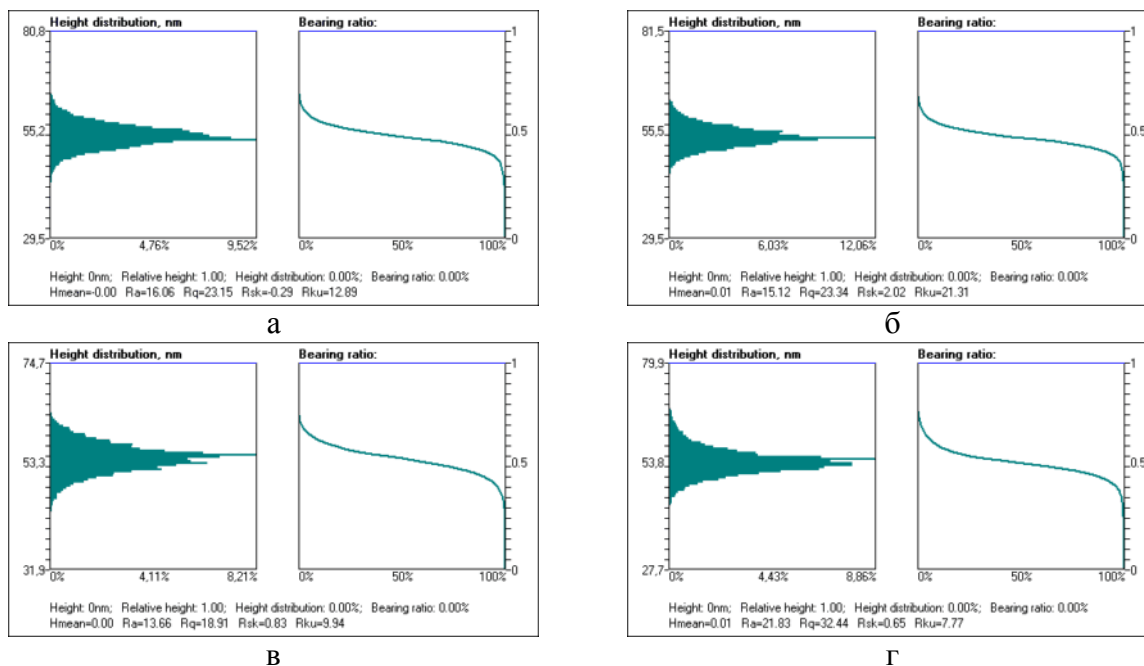 Height distribution, nm Bearing ratio:
80,8 1
55,2 0.5
29,5 0
0% 4,76% 9,52% 0% 50% 100%
Height: 0nm; Relative height: 1.00; Height distribution: 0.00%; Bearing ratio: 0.00%
Hmean=-0.00 Ra=16.06 Rq=23.15 Rsk=-0.29 Rku=12.89
а
Height distribution, nm Bearing ratio:
81,5 1
55,5 0.5
29,5 0
0% 6,03% 12,06% 0% 50% 100%
Height: 0nm; Relative height: 1.00; Height distribution: 0.00%; Bearing ratio: 0.00%
Hmean=0.01 Ra=15.12 Rq=23.34 Rsk=2.02 Rku=21.31
б
Height distribution, nm Bearing ratio:
74,7 1
53,3 0.5
31,9 0
0% 4,11% 8,21% 0% 50% 100%
Height: 0nm; Relative height: 1.00; Height distribution: 0.00%; Bearing ratio: 0.00%
Hmean=0.00 Ra=13.66 Rq=18.91 Rsk=0.83 Rku=9.94
в
Height distribution, nm Bearing ratio:
79,9 1
53,8 0.5
27,7 0
0% 4,43% 8,86% 0% 50% 100%
Height: 0nm; Relative height: 1.00; Height distribution: 0.00%; Bearing ratio: 0.00%
Hmean=0.01 Ra=21.83 Rq=32.44 Rsk=0.65 Rku=7.77
г